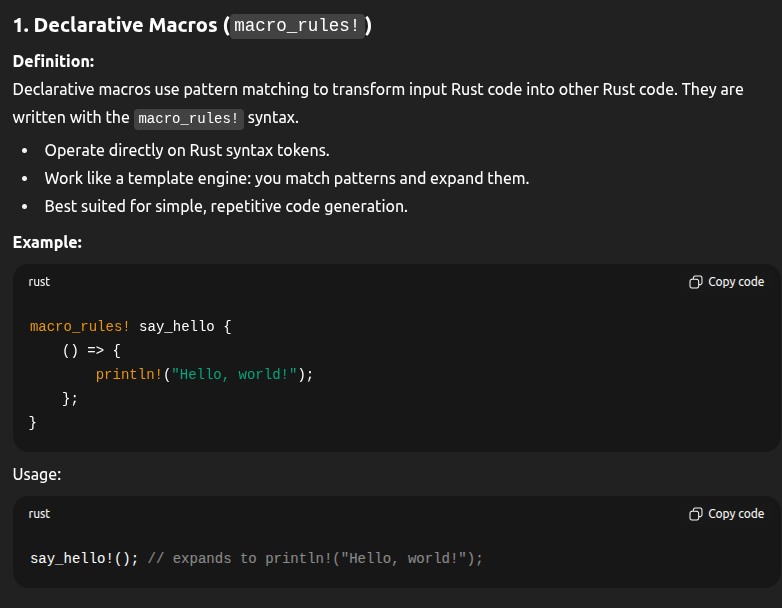 1. Declarative Macros (macro_rules!)
Definition:
Declarative macros use pattern matching to transform input Rust code into other Rust code. They are
written with the macro_rules! syntax.
• Operate directly on Rust syntax tokens.
• Work like a template engine: you match patterns and expand them.
• Best suited for simple, repetitive code generation.
Example:
rust
Copy code
macro_rules! say_hello {
    () => {
        println!("Hello, world!");
    };
}
Usage:
rust
Copy code
say_hello!(); // expands to println!("Hello, world!");